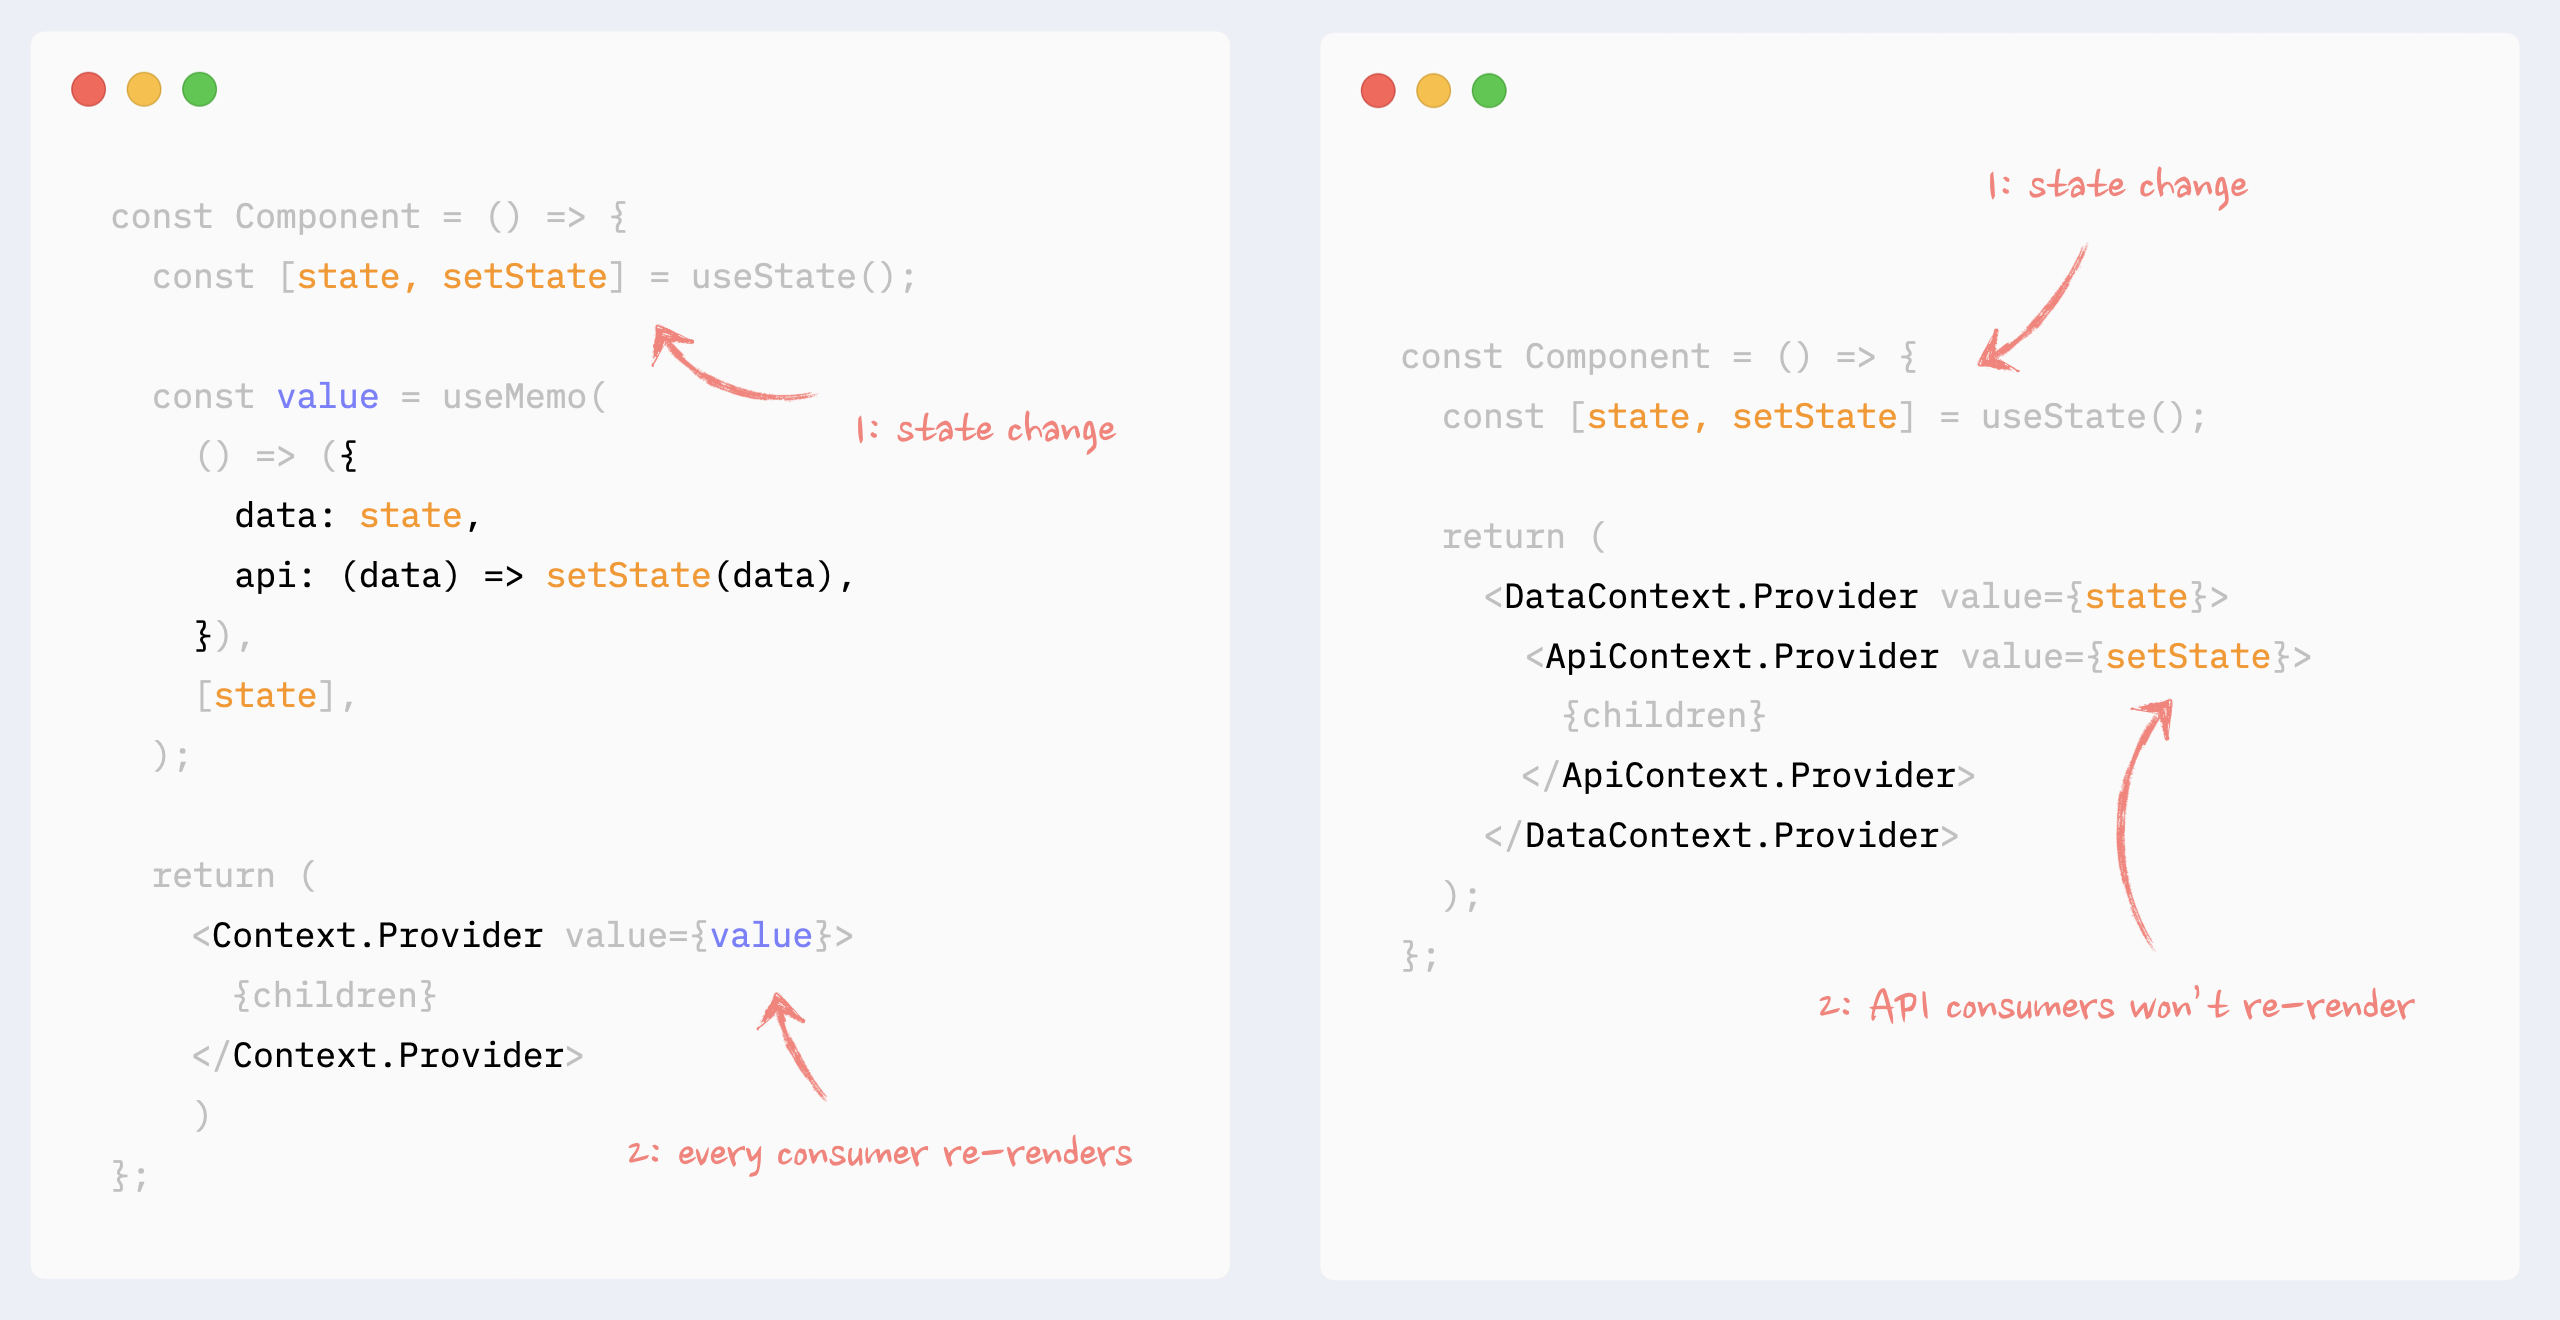 const Component = () => {
const [state, setState] = useState();
const value = useMemo(
1: state change
() => ({
data: state,
api: (data) => setState(data),
}),
[state],
);
return (
<Context.Provider value={value}>
{children}
</Context.Provider>
)
2: every consumer re-renders
};
1: state change
const Component = () => {
const [state, setState] = useState();
return (
<DataContext.Provider value={state}>
<ApiContext.Provider value={setState}>
{children}
</ApiContext.Provider>
</DataContext.Provider>
);
};
2: API consumers won't re-render